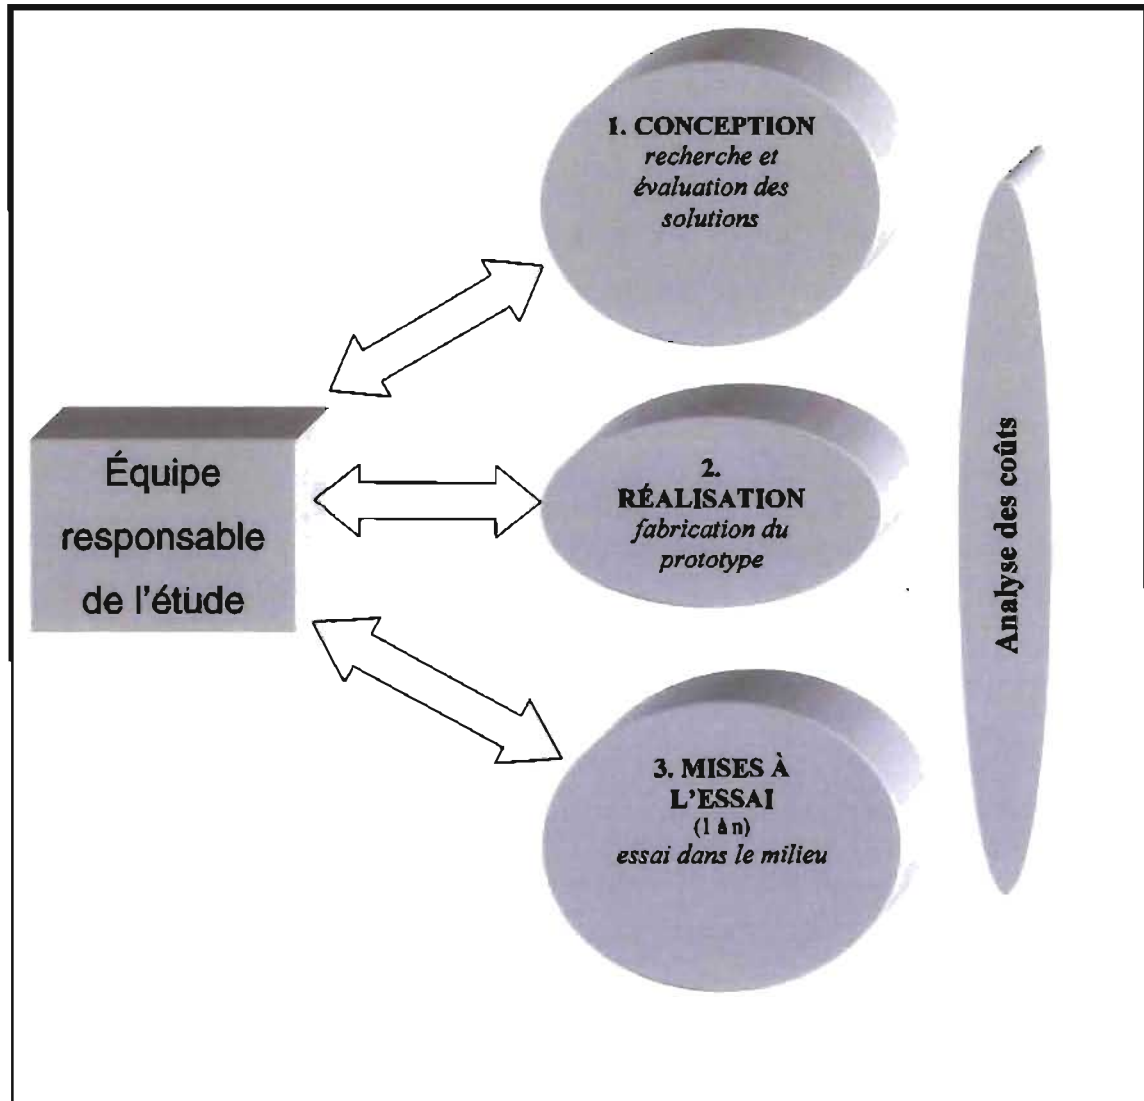 1. CONCEPTION
recherche et
évaluation des
solutions
Équipe
responsable
de l'étude
2.
RÉALISATION
fabrication du
prototype
3. MISES À
L'ESSAI
(1 à n)
essai dans le milieu
Analyse des coûts